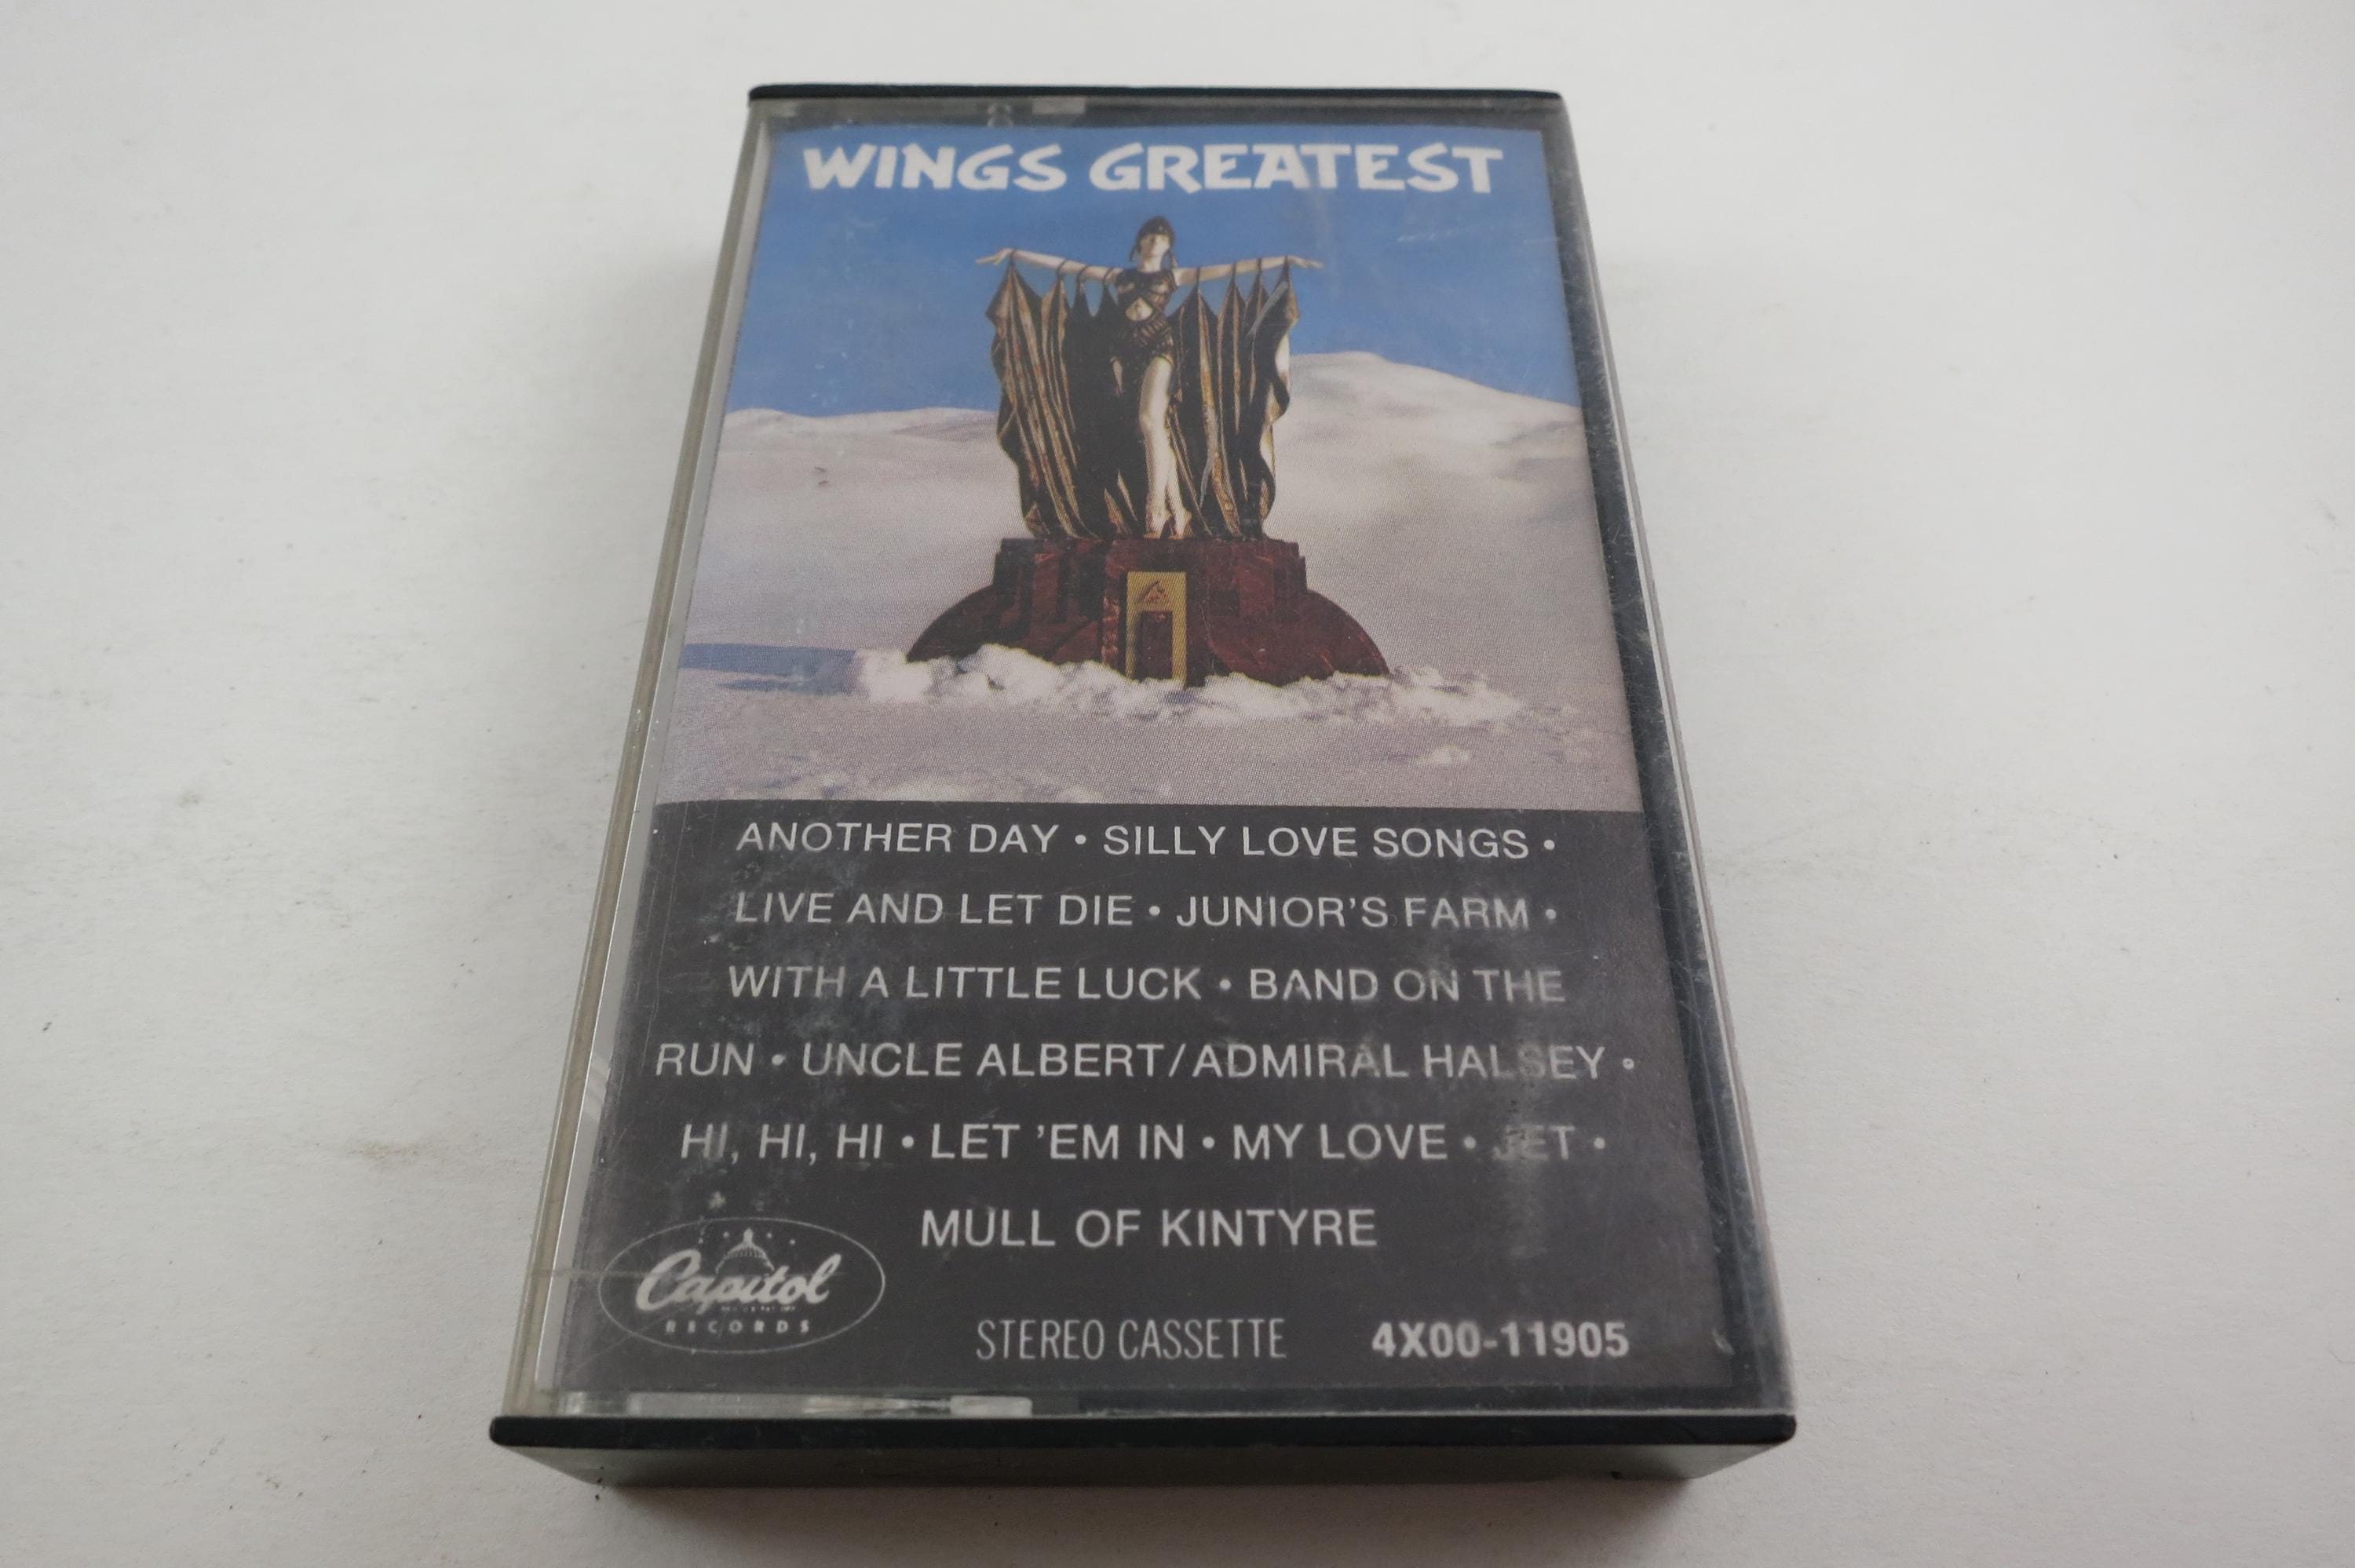 WINGS GREATEST
ANOTHER DAY • SILLY LOVE SONGS •
LIVE AND LET DIE • JUNIOR'S FARM •
WITH A LITTLE LUCK • BAND ON THE
RUN • UNCLE ALBERT/ADMIRAL HALSEY •
HI, HI, HI • LET 'EM IN • MY LOVE • JET •
MULL OF KINTYRE
Capitol
RECORDS
STEREO CASSETTE 4X00-11905